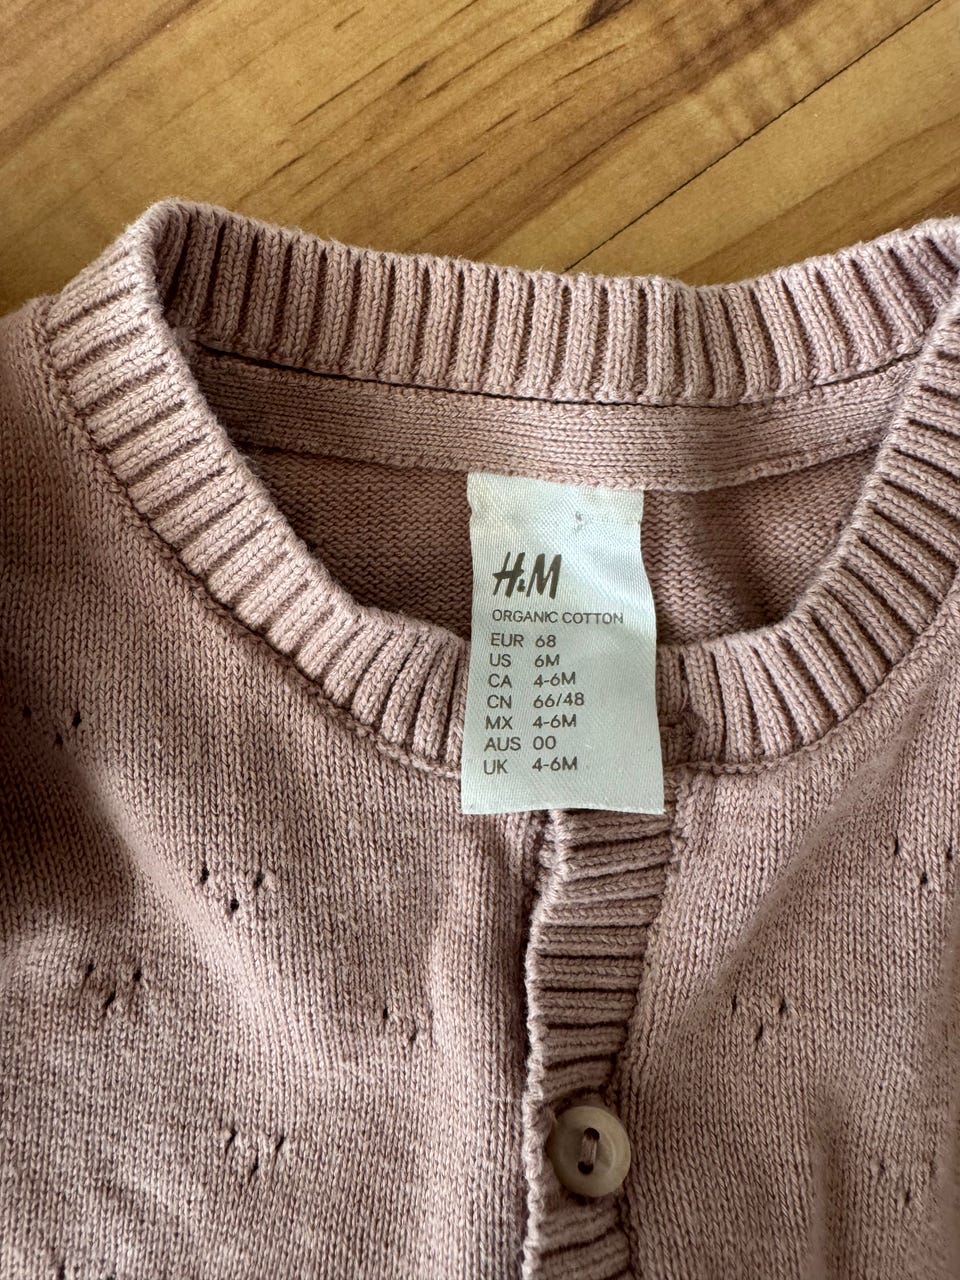 H&M
ORGANIC COTTON
EUR 68
US 6M
CA 4-6M
CN 66/48
MX 4-6M
AUS 00
UK 4-6M